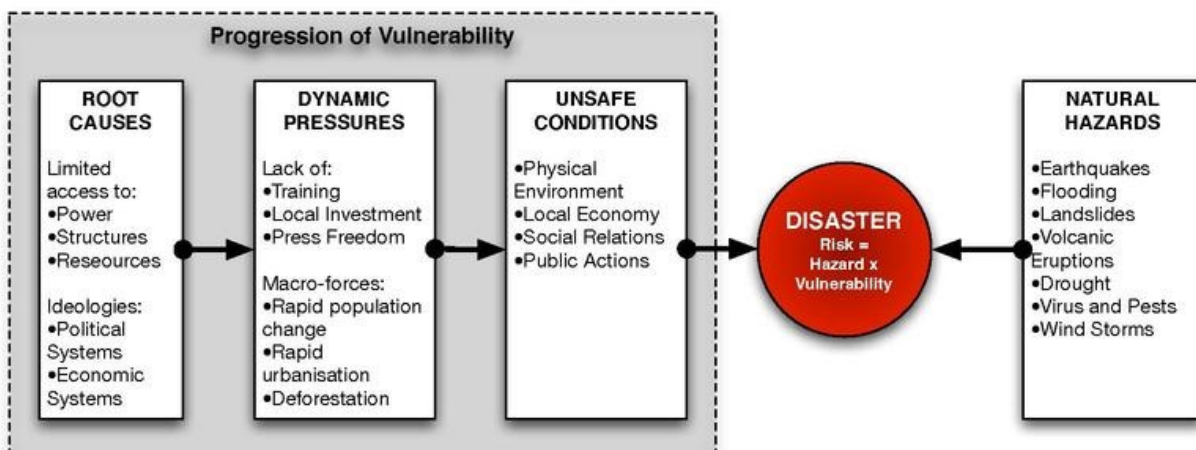 Progression of Vulnerability
ROOT
CAUSES
Limited
access to:
•Power
•Structures
•Reseources
Ideologies:
•Political
Systems
•Economic
Systems
DYNAMIC
PRESSURES
Lack of:
•Training
•Local Investment
•Press Freedom
Macro-forces:
•Rapid population
change
•Rapid
urbanisation
•Deforestation
UNSAFE
CONDITIONS
•Physical
Environment
•Local Economy
•Social Relations
•Public Actions
DISASTER
Risk =
Hazard x
Vulnerability
NATURAL
HAZARDS
•Earthquakes
•Flooding
•Landslides
•Volcanic
Eruptions
•Drought
•Virus and Pests
•Wind Storms